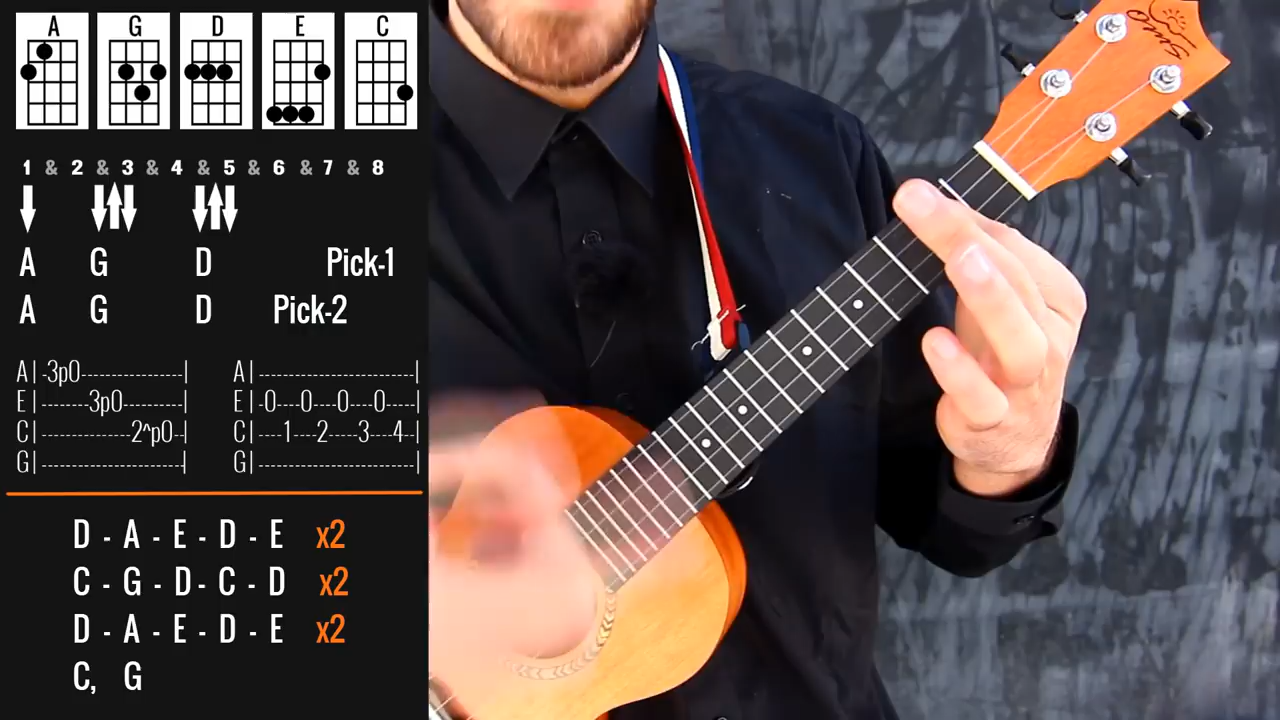 A G D E C
1 & 2 & 3 & 4 & 5 & 6 & 7 & 8
A G D Pick-1
A G D Pick-2
A|-3p0-----------------|
E|--------3p0----------|
C|---------------2^p0--|
G|---------------------|
A|---------------------|
E|-0---0---0---0----|
C|----1---2----3---4--|
G|---------------------|
D - A - E - D - E x2
C - G - D - C - D x2
D - A - E - D - E x2
C, G